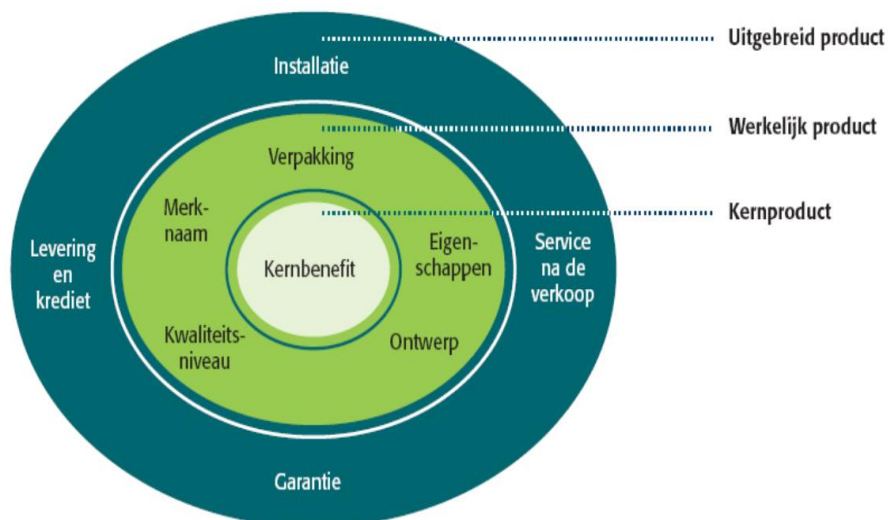 Uitgebreid product
Installatie
Werkelijk product
Verpakking
Merk-
naam
Kernproduct
Levering
en
krediet
Kernbenefit
Eigen-
schappen
Service
na de
verkoop
Kwaliteits-
niveau
Ontwerp
Garantie